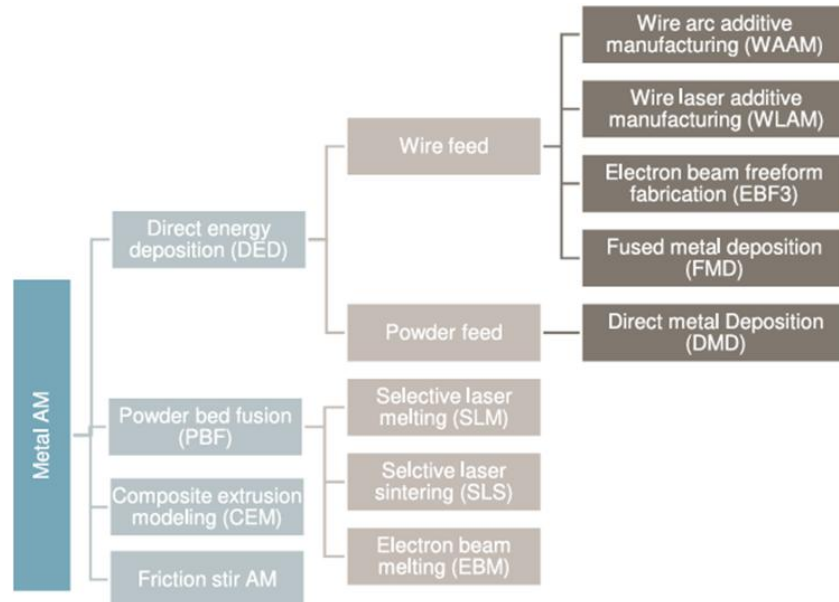 Metal AM
Direct energy
deposition (DED)
Wire feed
Wire arc additive
manufacturing (WAAM)
Wire laser additive
manufacturing (WLAM)
Electron beam freeform
fabrication (EBF3)
Fused metal deposition
(FMD)
Powder feed
Direct metal Deposition
(DMD)
Powder bed fusion
(PBF)
Selective laser
melting (SLM)
Selctive laser
sintering (SLS)
Electron beam
melting (EBM)
Composite extrusion
modeling (CEM)
Friction stir AM